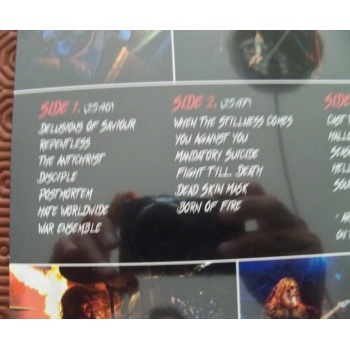 SIDE 1. (25:40)
DELUSIONS OF SAVIOUR
REPENTLESS
THE ANTICHRIST
DISCIPLE
POSTMORTEM
HATE WORLDWIDE
WAR ENSEMBLE
SIDE 2. (25:47)
WHEN THE STILLNESS COMES
YOU AGAINST YOU
MANDATORY SUICIDE
FIGHT TILL DEATH
DEAD SKIN MASK
BORN OF FIRE
SIDE
CAST